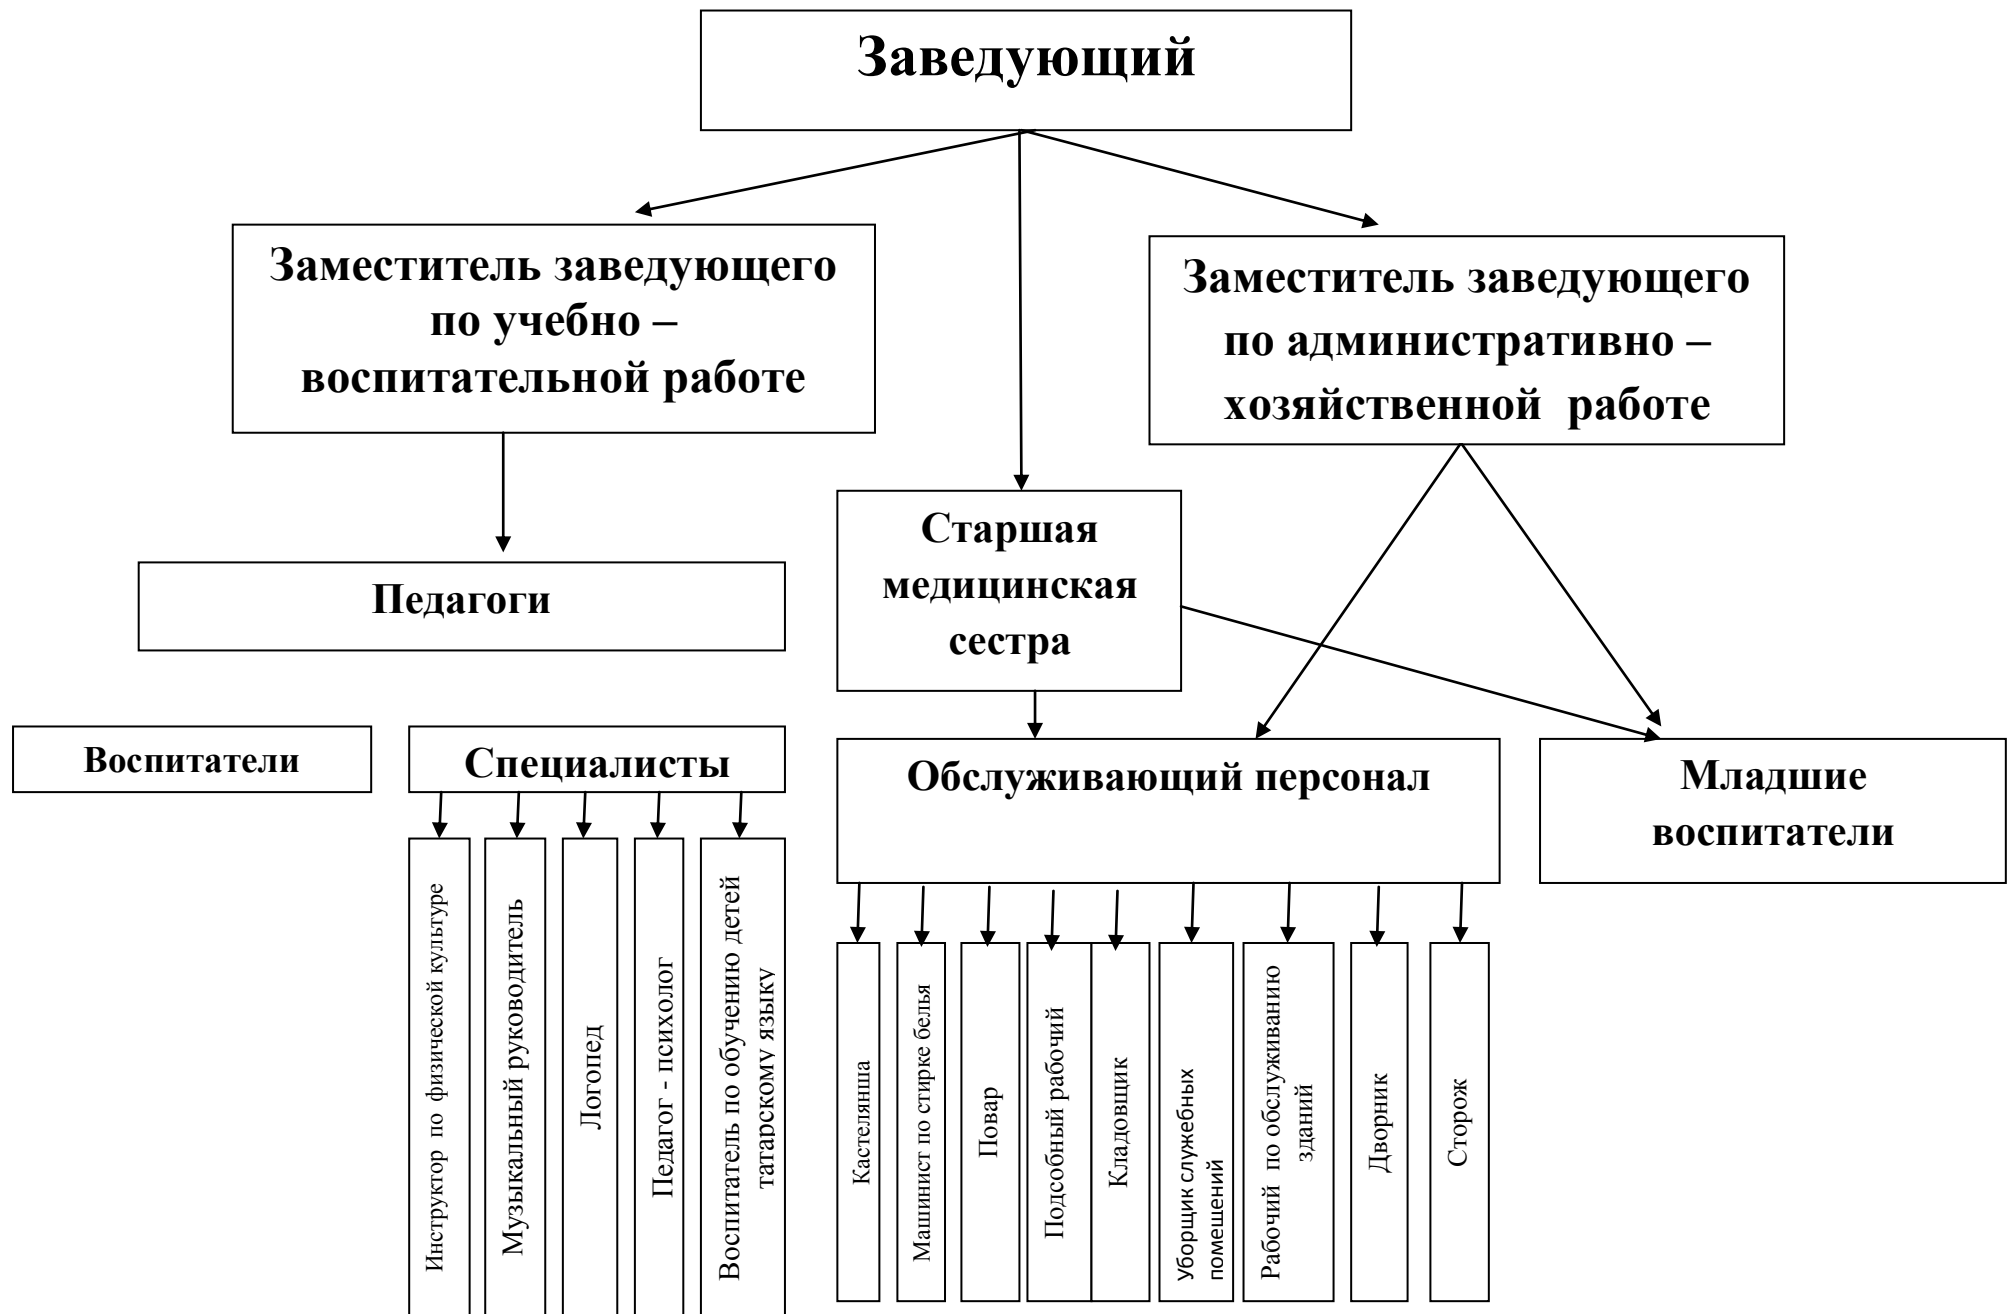 Заведующий
Заместитель заведующего
по учебно –
воспитательной работе
Заместитель заведующего
по административно –
хозяйственной работе
Старшая
медицинская
сестра
Педагоги
Воспитатели
Специалисты
Обслуживающий персонал
Младшие
воспитатели
Инструктор по физической культуре
Музыкальный руководитель
Логопед
Педагог - психолог
Воспитатель по обучению детей
татарскому языку
Кастелянша
Машинист по стирке белья
Повар
Подсобный рабочий
Кладовщик
Уборщик служебных
помешений
Рабочий по обслуживанию
зданий
Дворник
Сторож